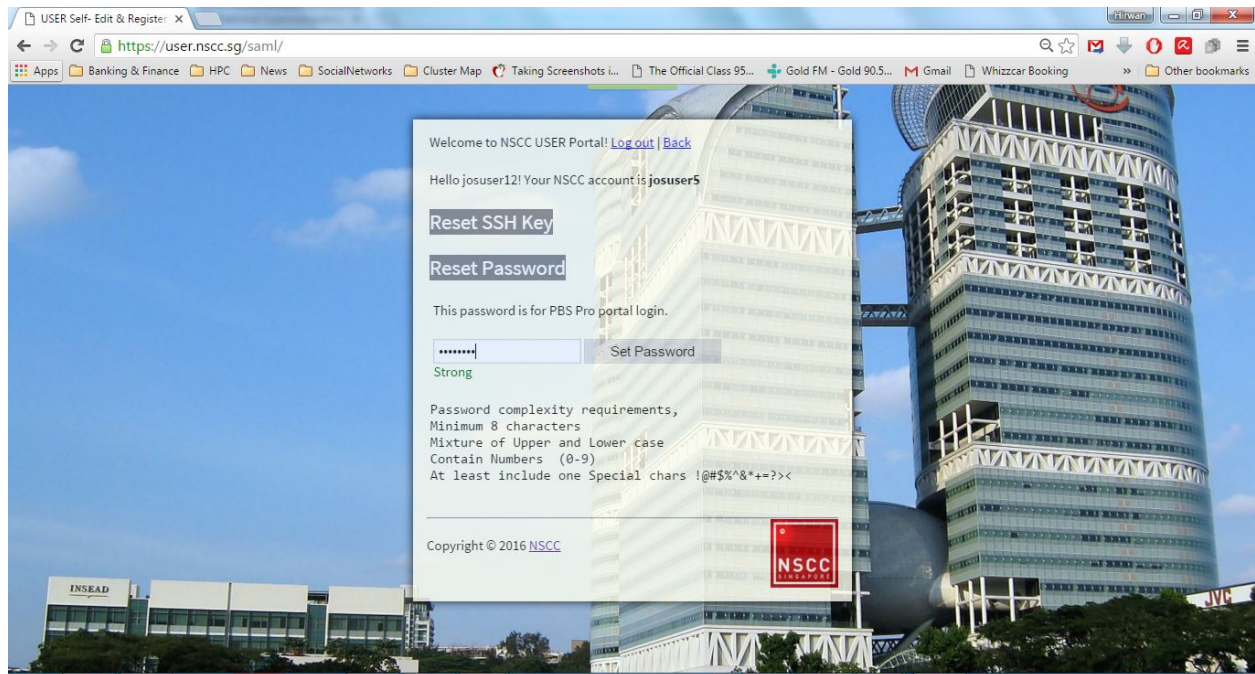 USER Self- Edit & Register
Hirwan
https://user.nscc.sg/saml/
Apps Banking & Finance HPC News SocialNetworks Cluster Map Taking Screenshots i... The Official Class 95... Gold FM - Gold 90.5... Gmail Whizzcar Booking » Other bookmarks
Welcome to NSCC USER Portal! Log out | Back
Hello josuser12! Your NSCC account is josuser5
Reset SSH Key
Reset Password
This password is for PBS Pro portal login.
•••••••• Set Password
Strong
Password complexity requirements,
Minimum 8 characters
Mixture of Upper and Lower case
Contain Numbers (0-9)
At least include one Special chars !@#$%^&*+=?><
Copyright © 2016 NSCC
NSCC
SINGAPORE
INSEAD
JVC